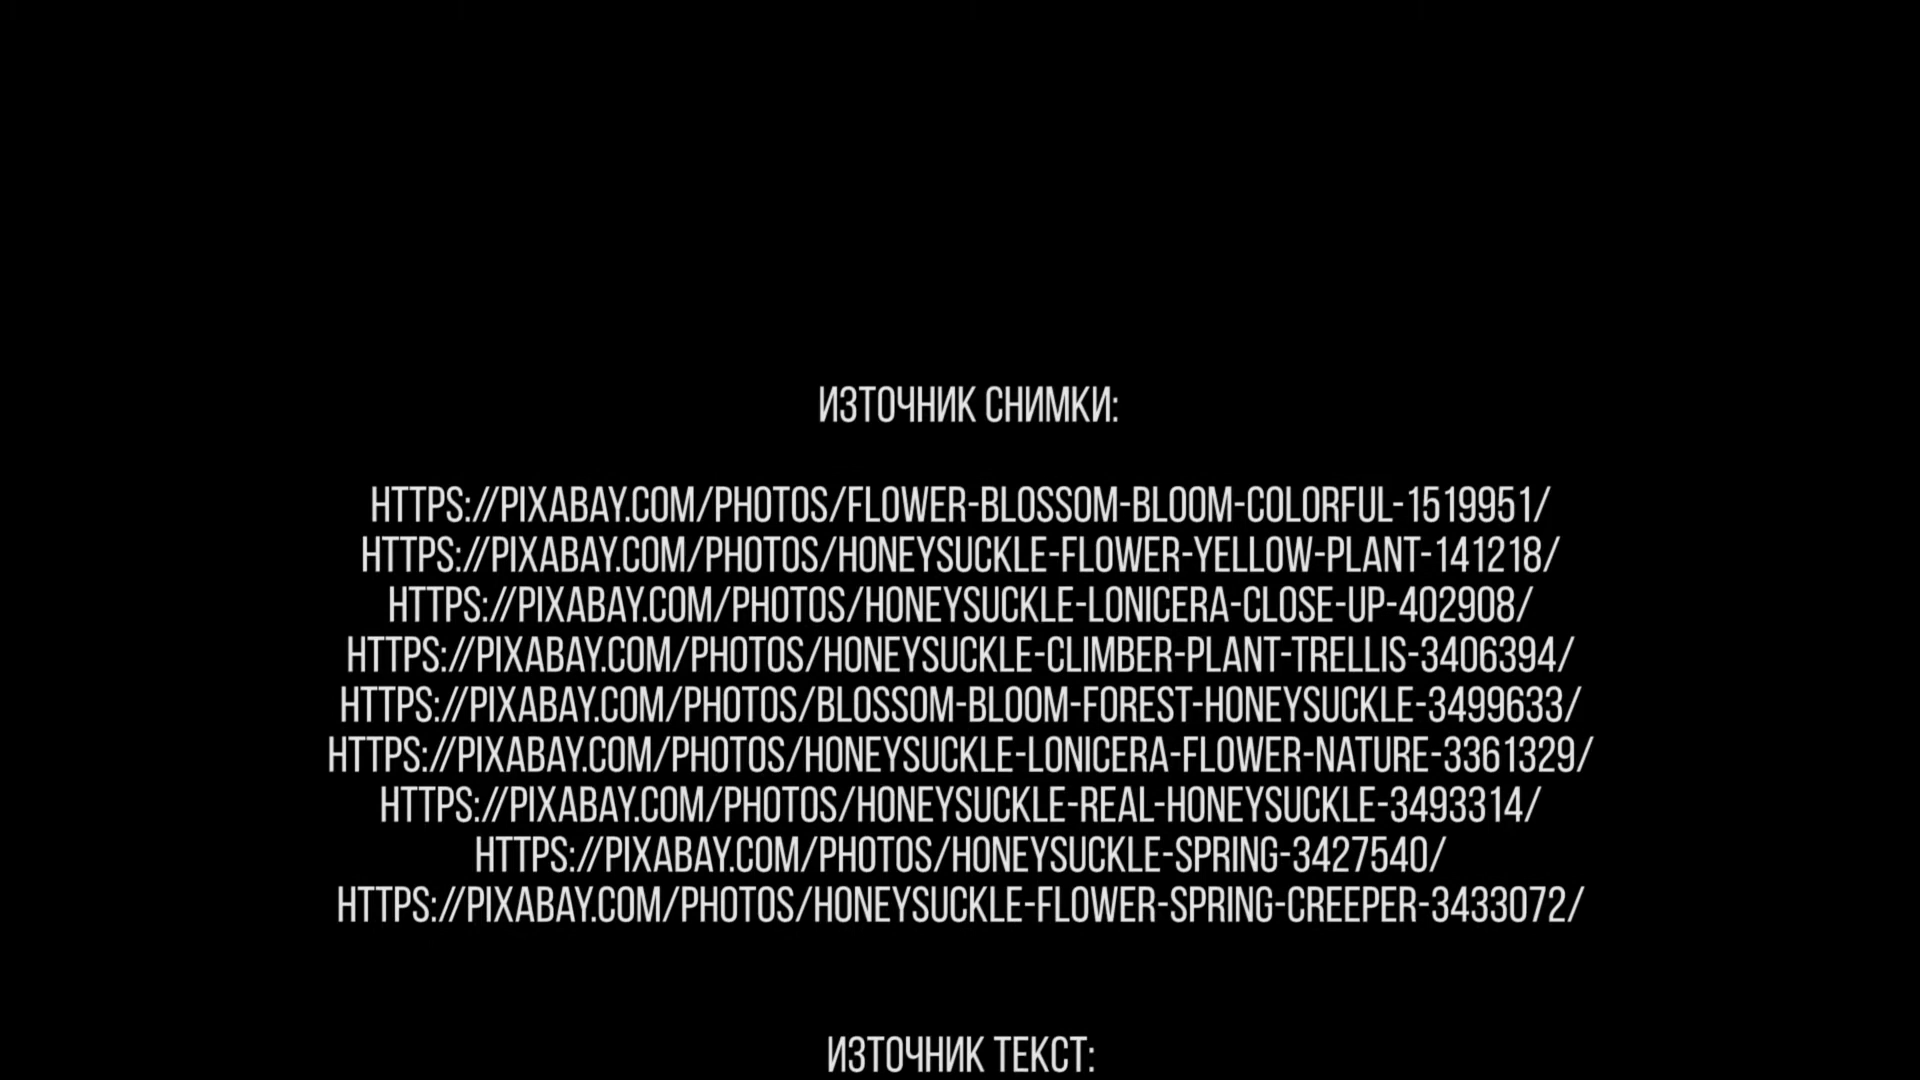 ИЗТОЧНИК СНИМКИ:
HTTPS://PIXABAY.COM/PHOTOS/FLOWER-BLOSSOM-BLOOM-COLORFUL-1519951/
HTTPS://PIXABAY.COM/PHOTOS/HONEYSUCKLE-FLOWER-YELLOW-PLANT-141218/
HTTPS://PIXABAY.COM/PHOTOS/HONEYSUCKLE-LONICERA-CLOSE-UP-402908/
HTTPS://PIXABAY.COM/PHOTOS/HONEYSUCKLE-CLIMBER-PLANT-TRELLIS-3406394/
HTTPS://PIXABAY.COM/PHOTOS/BLOSSOM-BLOOM-FOREST-HONEYSUCKLE-3499633/
HTTPS://PIXABAY.COM/PHOTOS/HONEYSUCKLE-LONICERA-FLOWER-NATURE-3361329/
HTTPS://PIXABAY.COM/PHOTOS/HONEYSUCKLE-REAL-HONEYSUCKLE-3493314/
HTTPS://PIXABAY.COM/PHOTOS/HONEYSUCKLE-SPRING-3427540/
HTTPS://PIXABAY.COM/PHOTOS/HONEYSUCKLE-FLOWER-SPRING-CREEPER-3433072/
ИЗТОЧНИК ТЕКСТ: